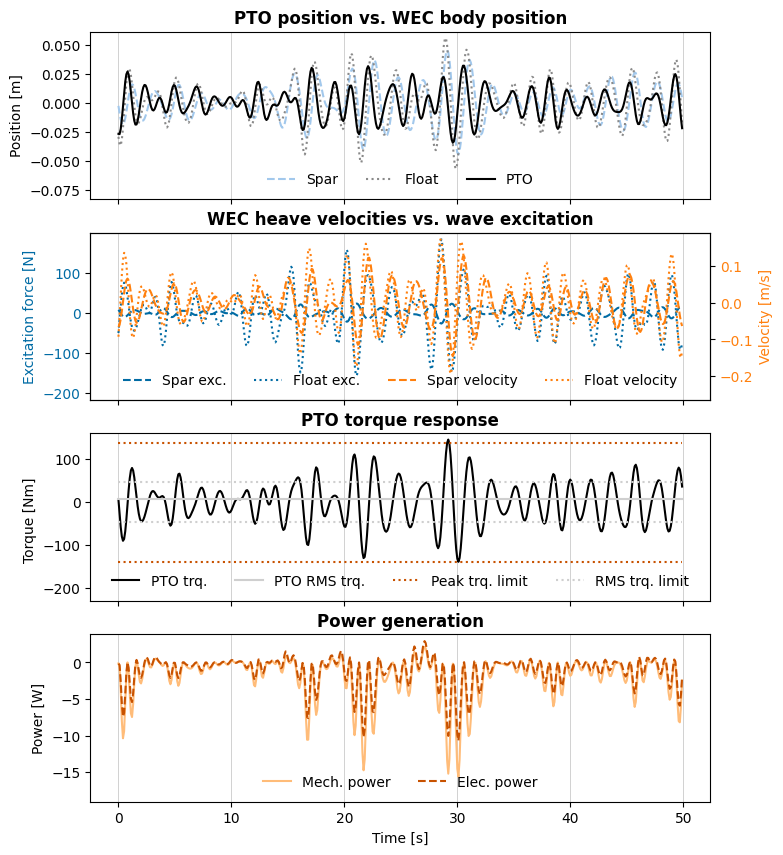 PTO position vs. WEC body position
Position [m]
0.050
0.025
0.000
−0.025
−0.050
−0.075
Spar Float PTO
WEC heave velocities vs. wave excitation
Excitation force [N]
100
0
−100
−200
0.1
0.0
−0.1
−0.2
Velocity [m/s]
Spar exc. Float exc. Spar velocity Float velocity
PTO torque response
Torque [Nm]
100
0
−100
−200
PTO trq. PTO RMS trq. Peak trq. limit RMS trq. limit
Power generation
Power [W]
0
−5
−10
−15
Mech. power Elec. power
0 10 20 30 40 50
Time [s]